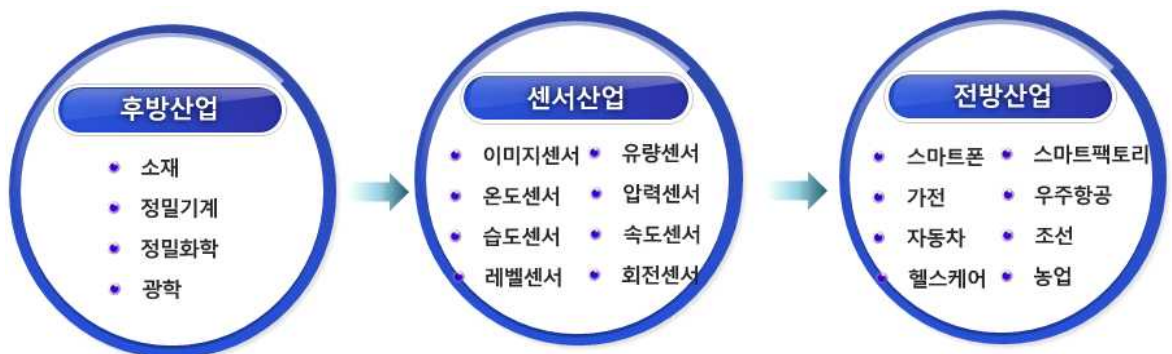 후방산업
소재
정밀기계
정밀화학
광학
센서산업
이미지센서 유량센서
온도센서 압력센서
습도센서 속도센서
레벨센서 회전센서
전방산업
스마트폰 스마트팩토리
가전 우주항공
자동차 조선
헬스케어 농업